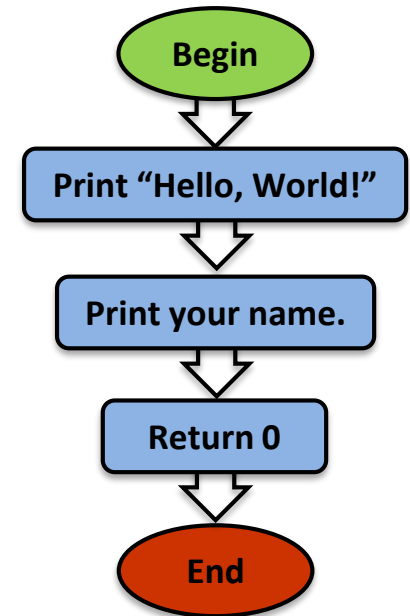 Begin
Print “Hello, World!”
Print your name.
Return 0
End